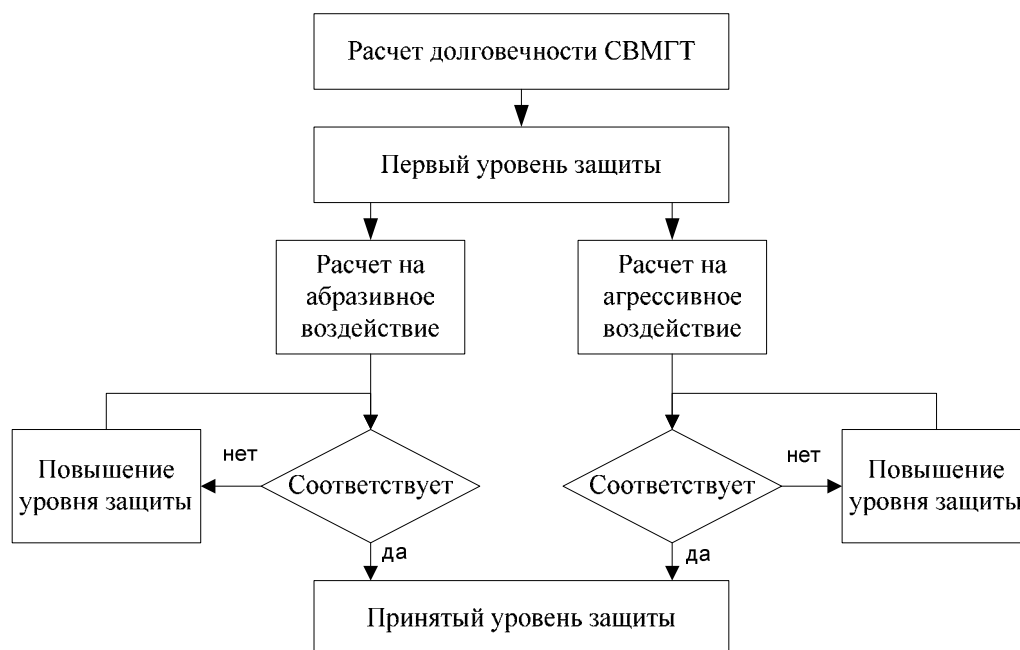 Расчет долговечности СВМГТ
Первый уровень защиты
Расчет на
абразивное
воздействие
Расчет на
агрессивное
воздействие
Повышение
уровня защиты
нет
Соответствует
Соответствует
нет
Повышение
уровня защиты
да
да
Принятый уровень защиты